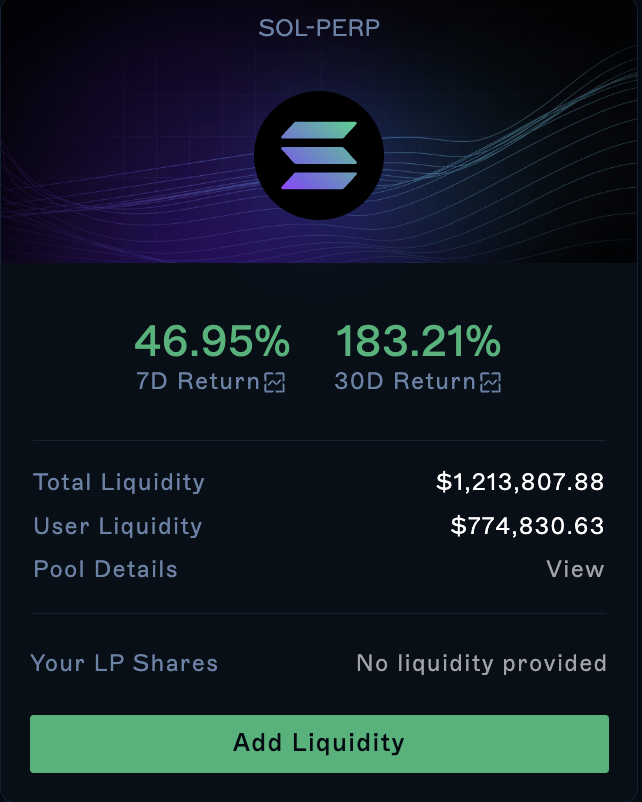 SOL-PERP
46.95% 183.21%
7D Return 30D Return
Total Liquidity $1,213,807.88
User Liquidity $774,830.63
Pool Details View
Your LP Shares No liquidity provided
Add Liquidity